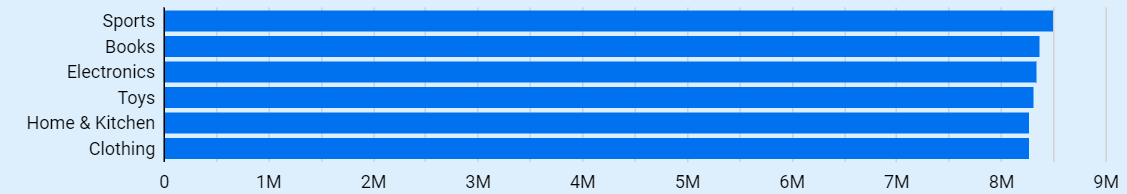 Sports
Books
Electronics
Toys
Home & Kitchen
Clothing
0 1M 2M 3M 4M 5M 6M 7M 8M 9M